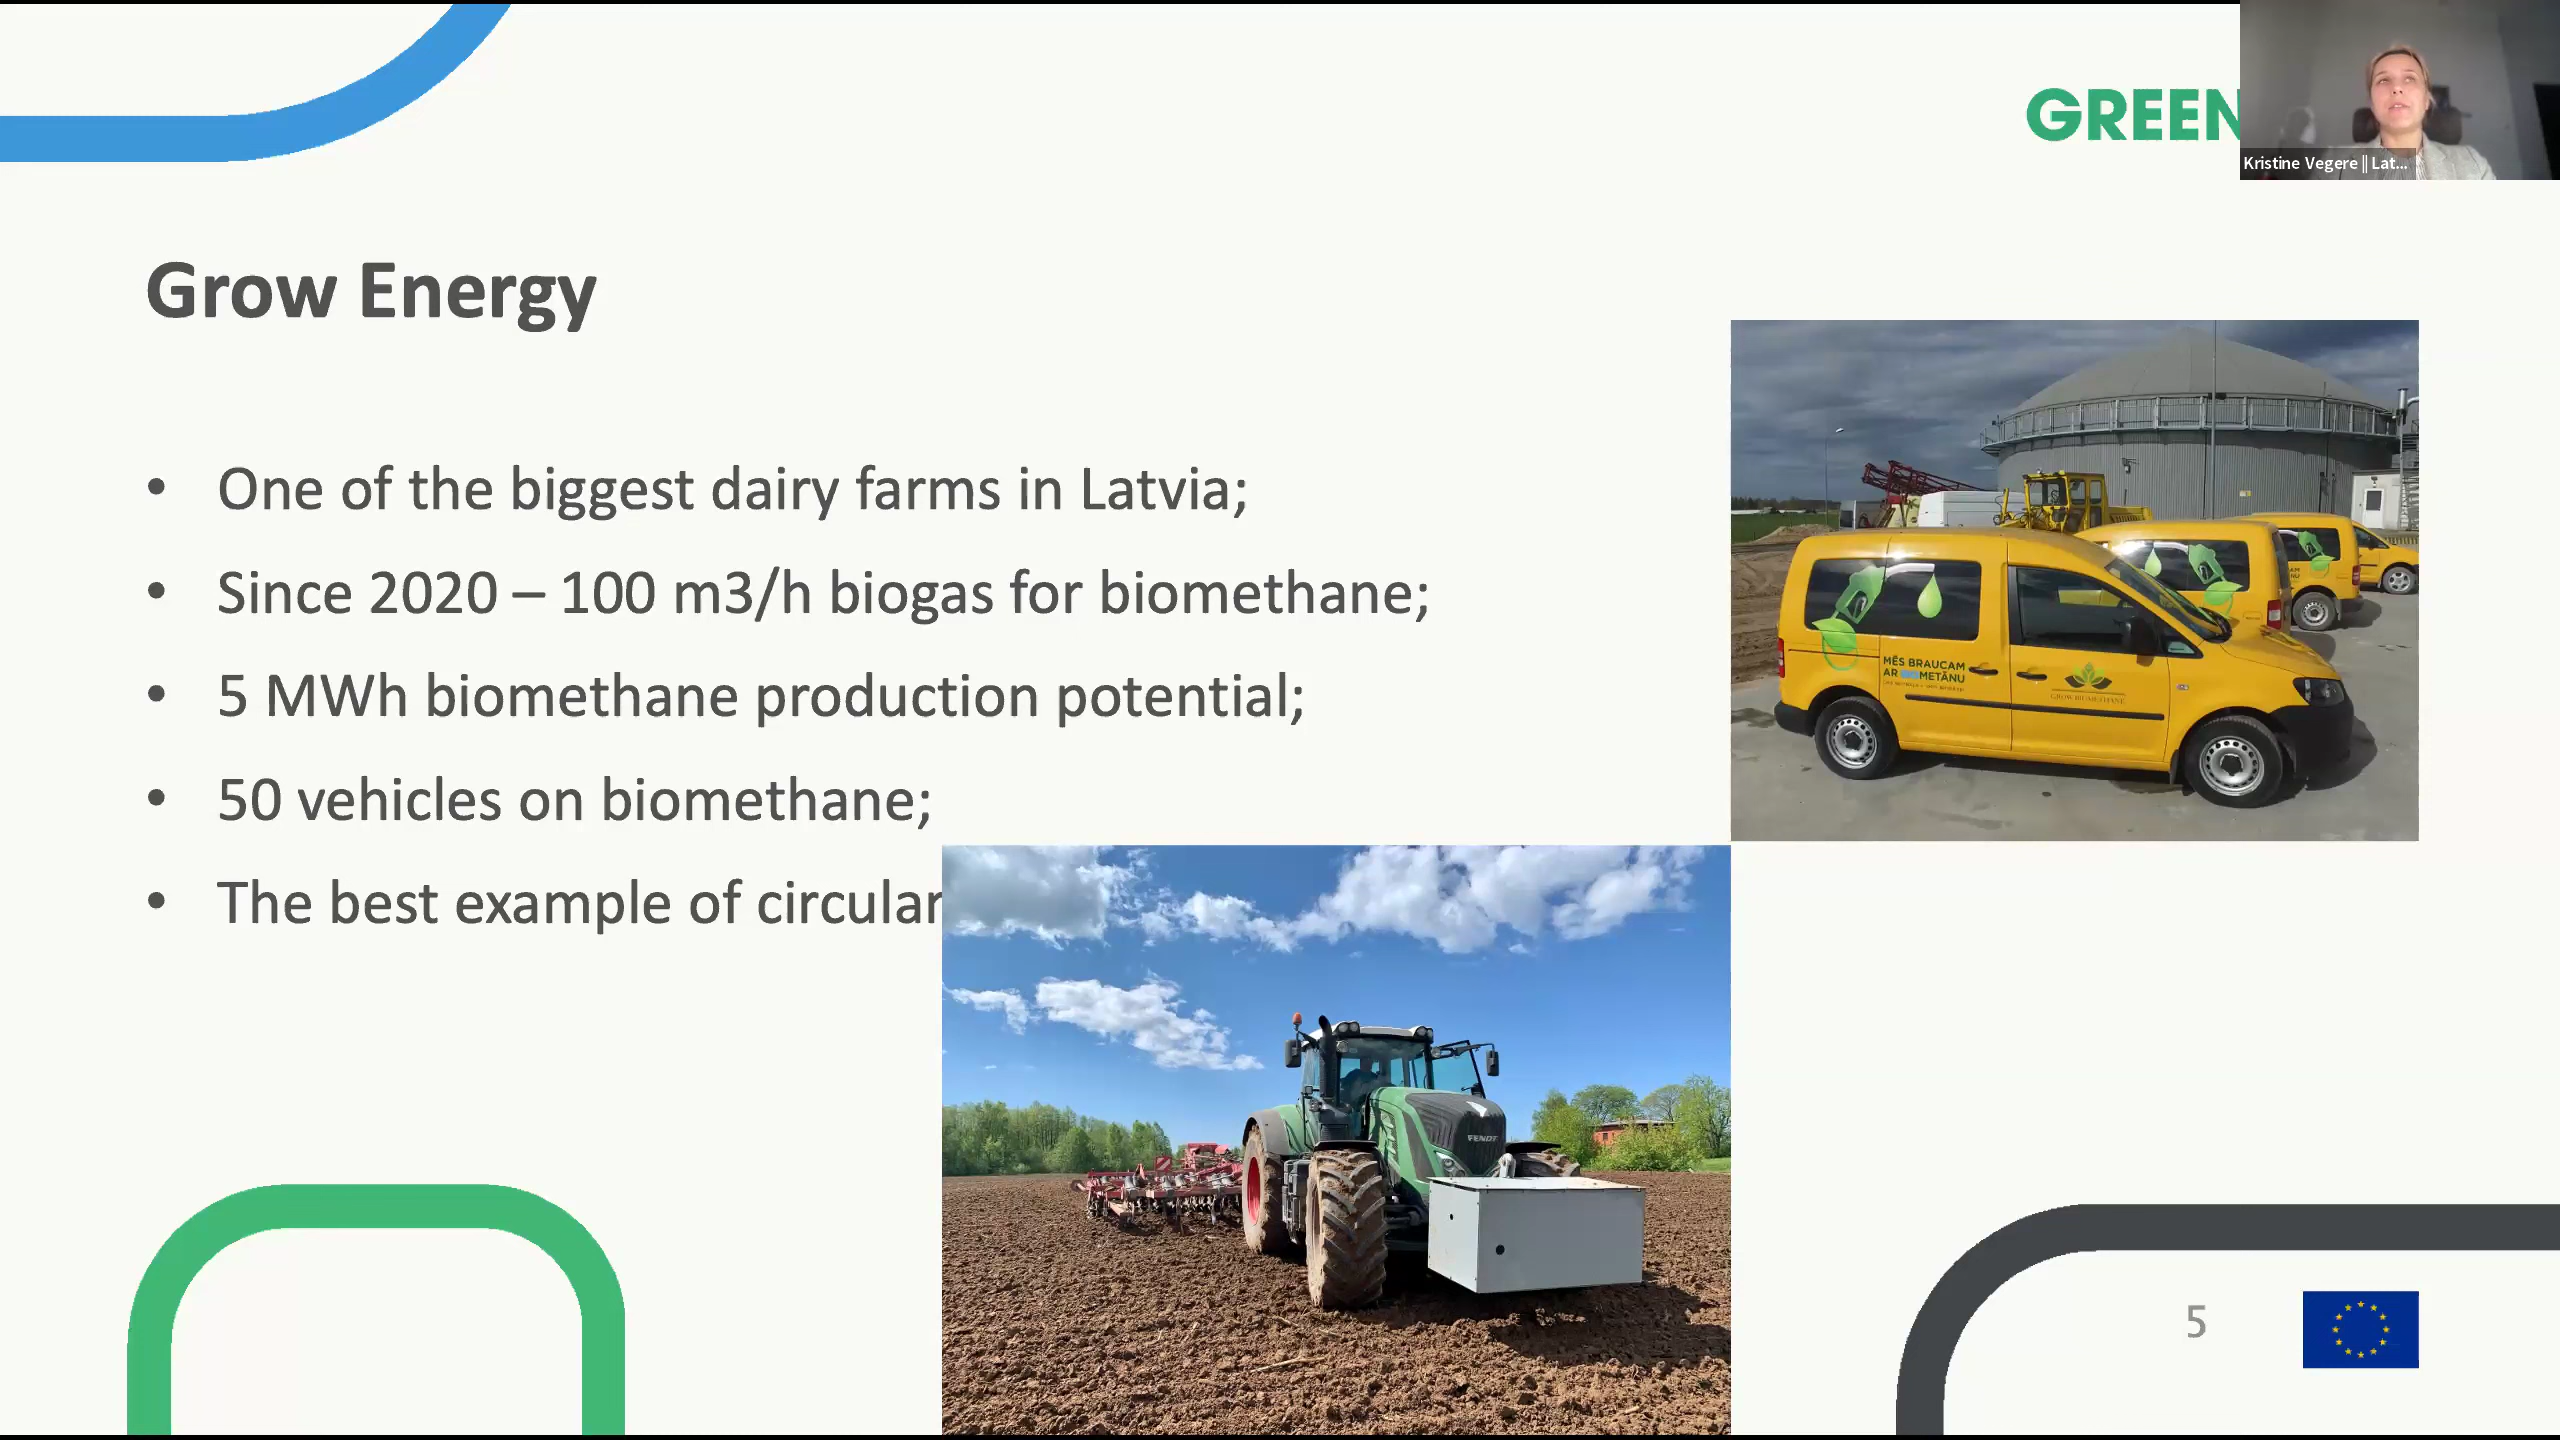 GREEN
Kristine Vegere || Lat...
Grow Energy
• One of the biggest dairy farms in Latvia;
• Since 2020 – 100 m3/h biogas for biomethane;
• 5 MWh biomethane production potential;
• 50 vehicles on biomethane;
• The best example of circular
MĒS BRAUCAM
AR METĀNU
GROW BIOMETHANE
FENDT
5